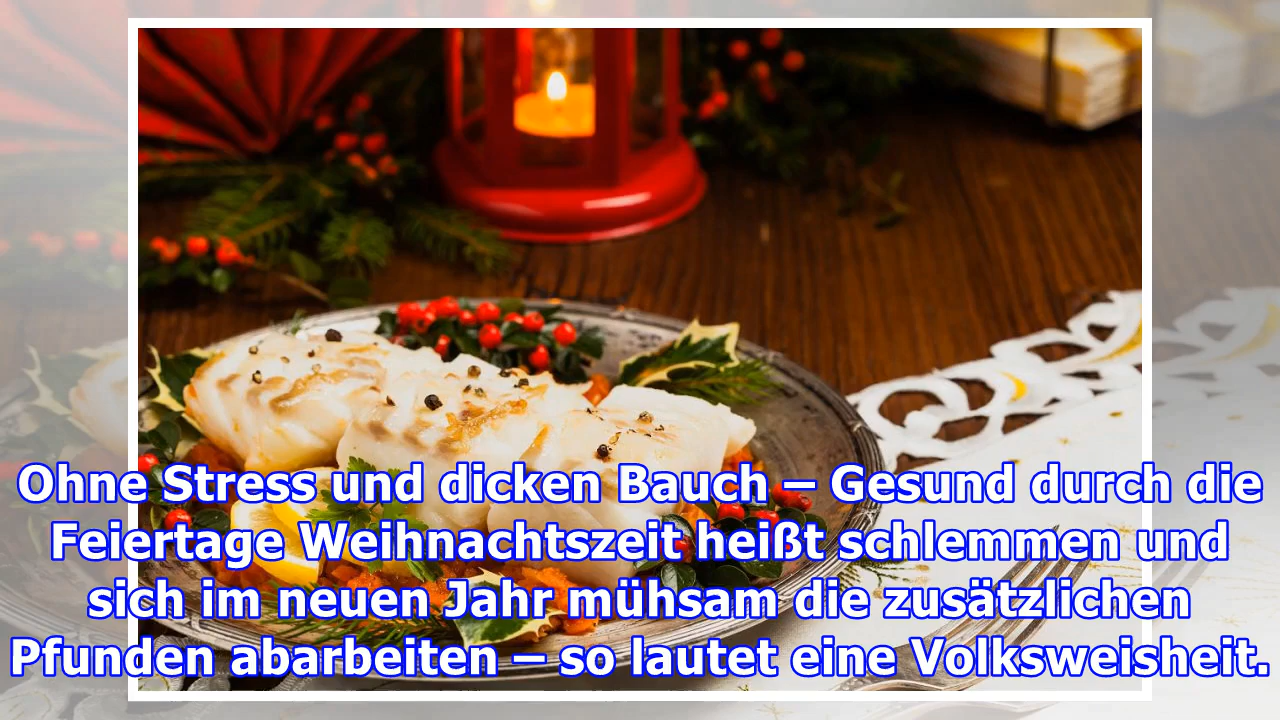 Ohne Stress und dicken Bauch – Gesund durch die
Feiertage Weihnachtszeit heißt schlemmen und
sich im neuen Jahr mühsam die zusätzlichen
Pfunden abarbeiten – so lautet eine Volksweisheit.